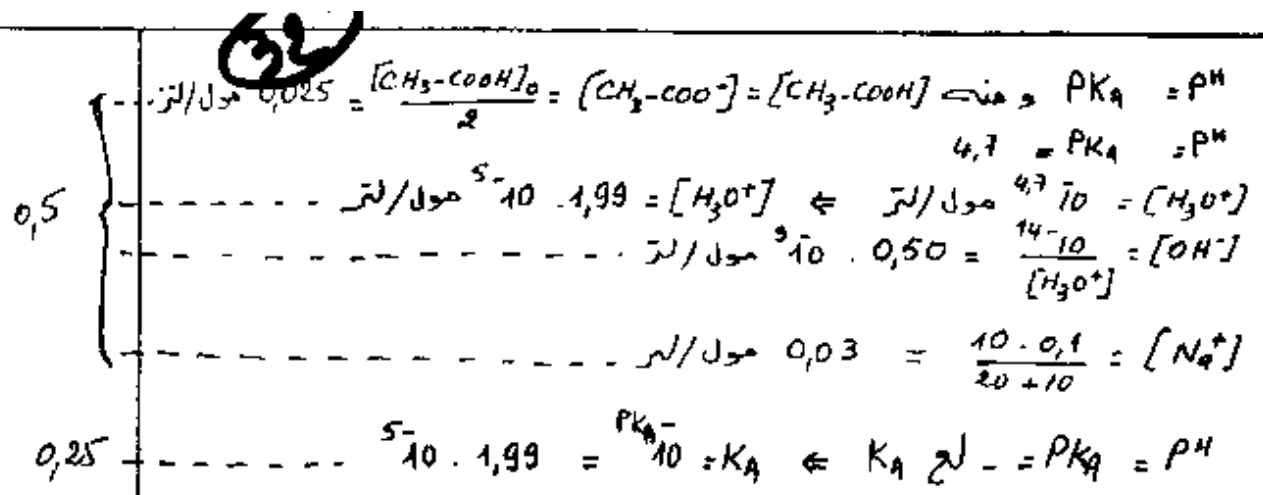 PH = PKA ومنه [CH3-COOH] = [CH3-COO-] = [CH3-COOH]0 / 2 = 0,025 مول/لتر
PH = PKA = 4,7
0,5
[H3O+] = 10^-4,7 مول/لتر ⇐ [H3O+] = 1,99 . 10^-5 مول/لتر
[OH-] = 10^-14 / [H3O+] = 0,50 . 10^-9 مول/لتر
[Na+] = 0,1 . 10 / 10 + 20 = 0,03 مول/لتر
PH = PKA = - لع KA ⇐ KA = 10^-PKA = 1,99 . 10^-5
0,25